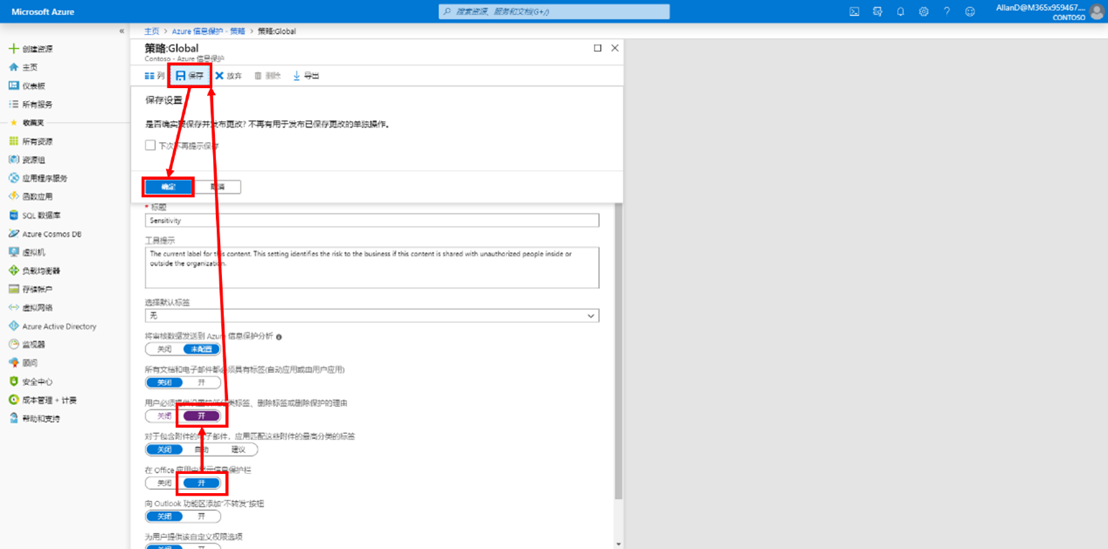 Microsoft Azure
搜索资源、服务和文档(G+/)
AllanD@M365x959467....
CONTOSO
主页 > Azure 信息保护 - 策略 > 策略:Global
«
创建资源
主页
仪表板
所有服务
收藏夹
所有资源
资源组
应用程序服务
函数应用
SQL 数据库
Azure Cosmos DB
虚拟机
负载均衡器
存储帐户
虚拟网络
Azure Active Directory
监视器
顾问
安全中心
成本管理 + 计费
帮助和支持
策略:Global
Contoso - Azure 信息保护
列 保存 放弃 删除 导出
保存设置
是否确实要保存并发布更改? 不再有用于发布已保存更改的单独操作。
下次不再提示保存
确定 取消
* 标题
Sensitivity
工具提示
The current label for this content. This setting identifies the risk to the business if this content is shared with unauthorized people inside or
outside the organization.
选择默认标签
无
将审核数据发送到 Azure 信息保护分析
关闭 未配置
所有文档和电子邮件都必须具有标签(自动应用或由用户应用)
关闭 开
用户必须提供设置较低分类标签、删除标签或删除保护的理由
关闭 开
对于包含附件的电子邮件，应用匹配这些附件的最高分类的标签
关闭 自动 建议
在 Office 应用中显示信息保护栏
关闭 开
向 Outlook 功能区添加"不转发"按钮
关闭 开
为用户提供该自定义权限选项
关闭 开